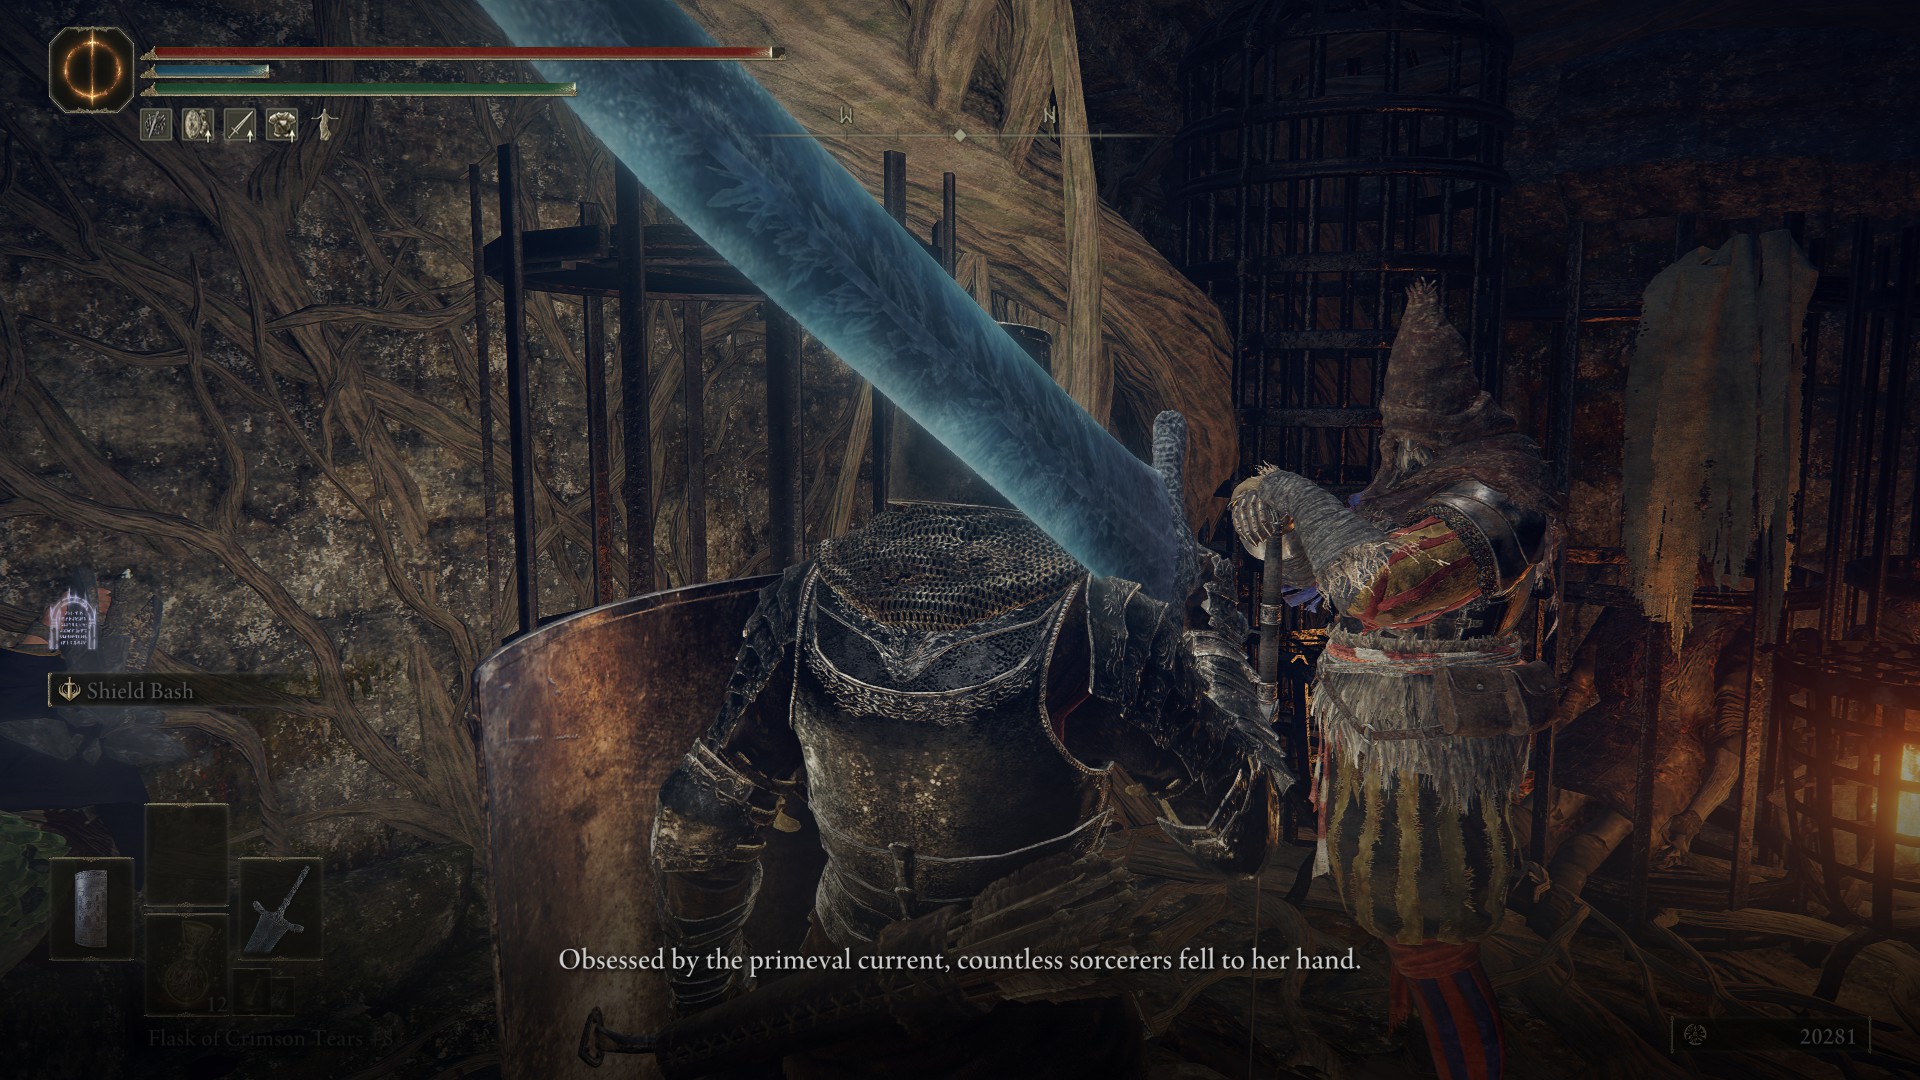 W N
Shield Bash
12
Obsessed by the primeval current, countless sorcerers fell to her hand.
Flask of Crimson Tears +8
20281